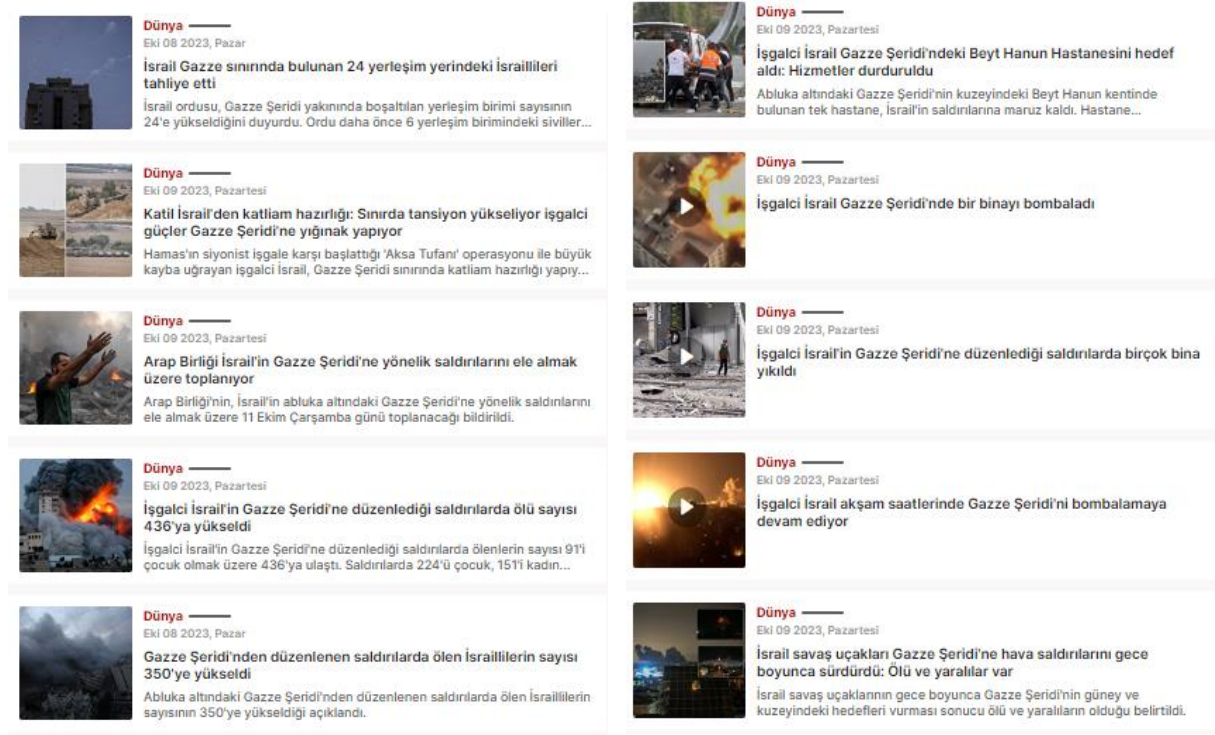 Dünya
Eki 08 2023, Pazar
İsrail Gazze sınırında bulunan 24 yerleşim yerindeki İsraillileri
tahliye etti
İsrail ordusu, Gazze Şeridi yakınında boşaltılan yerleşim birimi sayısının
24'e yükseldiğini duyurdu. Ordu daha önce 6 yerleşim birimindeki siviller...
Dünya
Eki 09 2023, Pazartesi
Katil İsrail'den katliam hazırlığı: Sınırda tansiyon yükseliyor işgalci
güçler Gazze Şeridi'ne yığınak yapıyor
Hamas'ın siyonist işgale karşı başlattığı 'Aksa Tufanı' operasyonu ile büyük
kayba uğrayan işgalci İsrail, Gazze Şeridi sınırında katliam hazırlığı yapıy...
Dünya
Eki 09 2023, Pazartesi
Arap Birliği İsrail'in Gazze Şeridi'ne yönelik saldırılarını ele almak
üzere toplanıyor
Arap Birliği'nin, İsrail'in abluka altındaki Gazze Şeridi'ne yönelik saldırılarını
ele almak üzere 11 Ekim Çarşamba günü toplanacağı bildirildi.
Dünya
Eki 09 2023, Pazartesi
İşgalci İsrail'in Gazze Şeridi'ne düzenlediği saldırılarda ölü sayısı
436'ya yükseldi
İşgalci İsrail'in Gazze Şeridi'ne düzenlediği saldırılarda ölenlerin sayısı 91'i
çocuk olmak üzere 436'ya ulaştı. Saldırılarda 224'ü çocuk, 151'i kadın...
Dünya
Eki 08 2023, Pazar
Gazze Şeridi'nden düzenlenen saldırılarda ölen İsraillilerin sayısı
350'ye yükseldi
Abluka altındaki Gazze Şeridi'nden düzenlenen saldırılarda ölen İsraillilerin
sayısının 350'ye yükseldiği açıklandı.
Dünya
Eki 09 2023, Pazartesi
İşgalci İsrail Gazze Şeridi'ndeki Beyt Hanun Hastanesini hedef
aldı: Hizmetler durduruldu
Abluka altındaki Gazze Şeridi'nin kuzeyindeki Beyt Hanun kentinde
bulunan tek hastane, İsrail'in saldırılarına maruz kaldı. Hastane...
Dünya
Eki 09 2023, Pazartesi
İşgalci İsrail Gazze Şeridi'nde bir binayı bombaladı
Dünya
Eki 09 2023, Pazartesi
İşgalci İsrail'in Gazze Şeridi'ne düzenlediği saldırılarda birçok bina
yıkıldı
Dünya
Eki 09 2023, Pazartesi
İşgalci İsrail akşam saatlerinde Gazze Şeridi'ni bombalamaya
devam ediyor
Dünya
Eki 09 2023, Pazartesi
İsrail savaş uçakları Gazze Şeridi'ne hava saldırılarını gece
boyunca sürdürdü: Ölü ve yaralılar var
İsrail savaş uçaklarının gece boyunca Gazze Şeridi'nin güney ve
kuzeyindeki hedefleri vurması sonucu ölü ve yaralıların olduğu belirtildi.